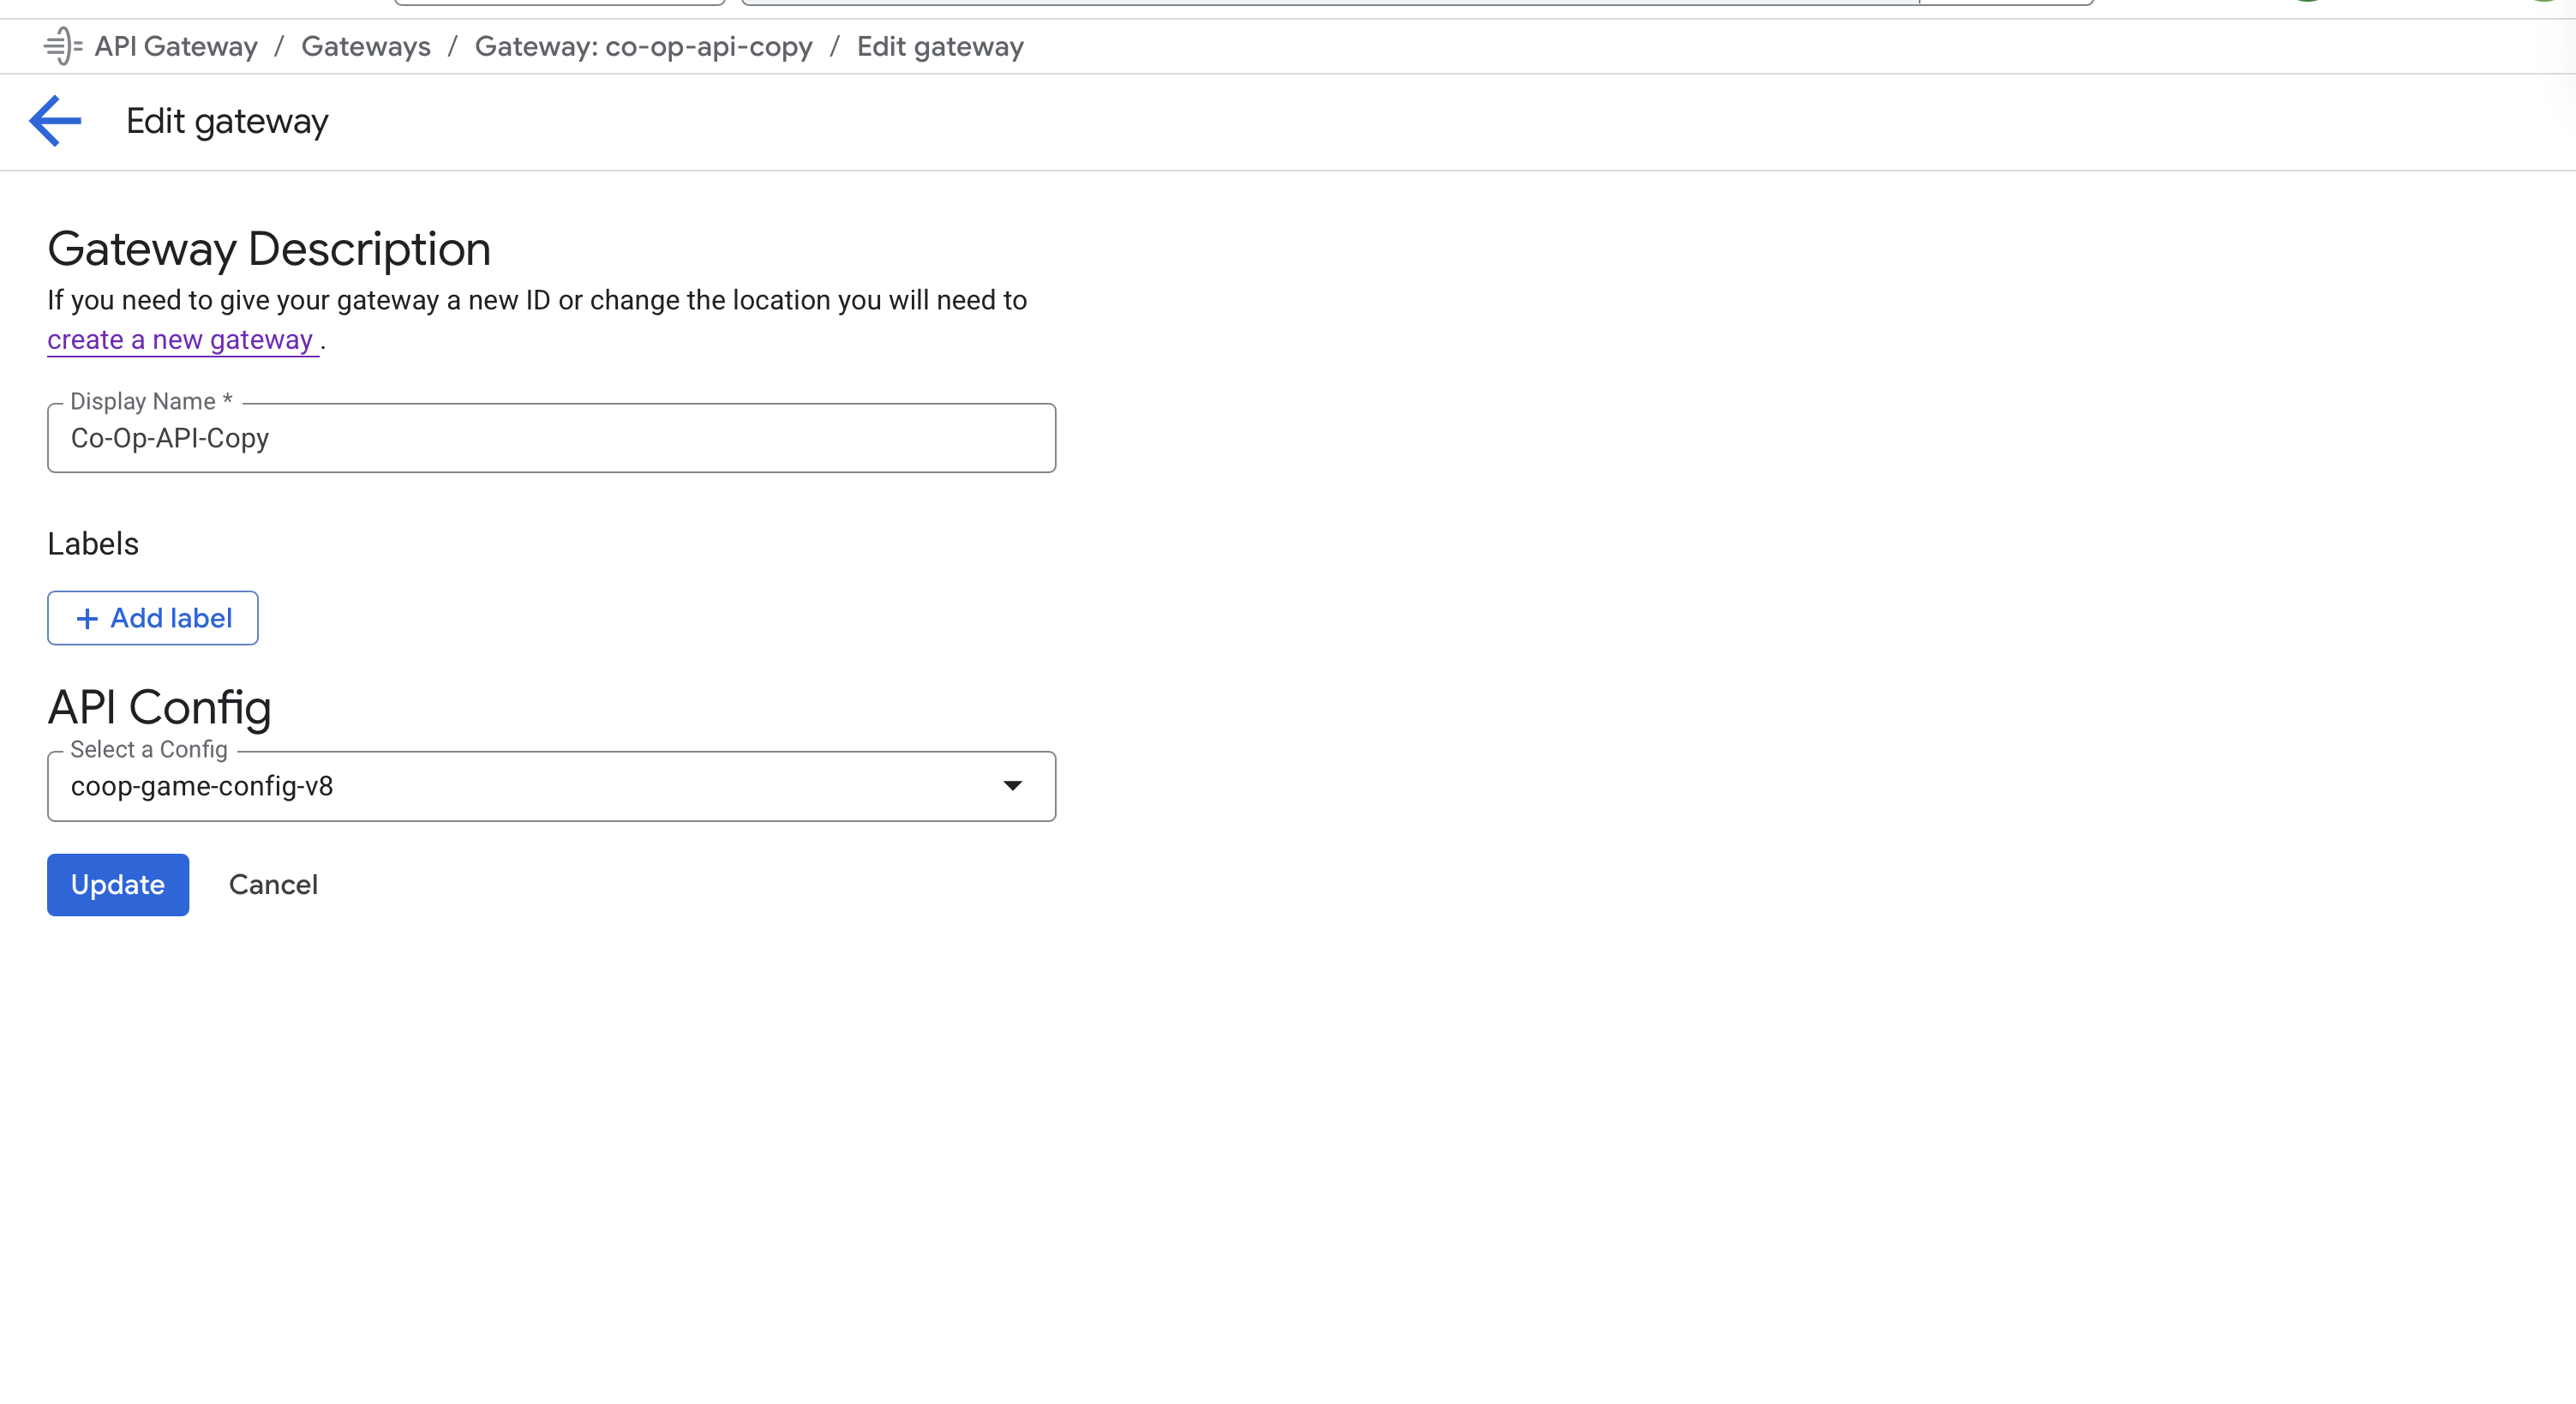 API Gateway / Gateways / Gateway: co-op-api-copy / Edit gateway
Edit gateway
Gateway Description
If you need to give your gateway a new ID or change the location you will need to
create a new gateway .
Display Name *
Co-Op-API-Copy
Labels
+ Add label
API Config
Select a Config
coop-game-config-v8
Update Cancel